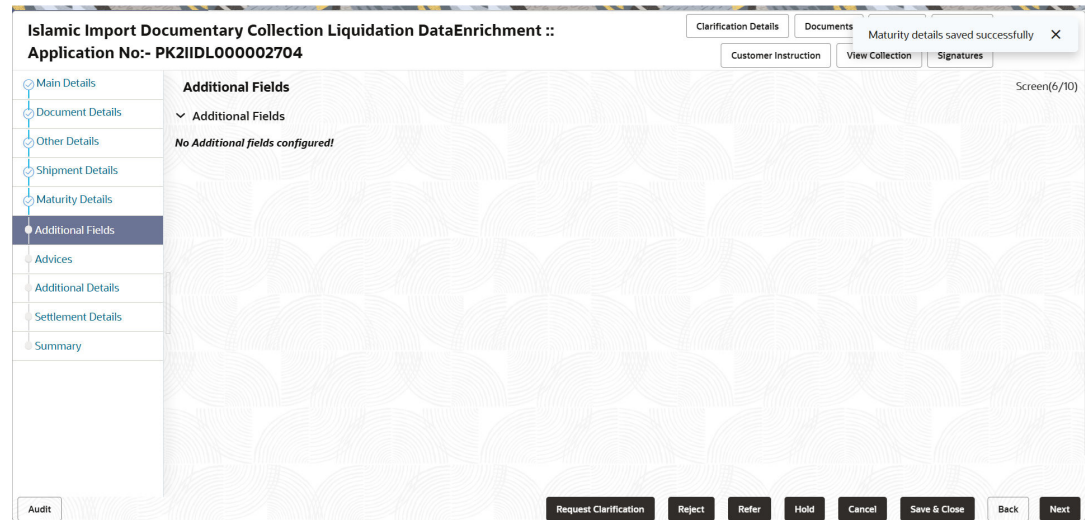 Islamic Import Documentary Collection Liquidation DataEnrichment ::
Application No:- PK2IIDL000002704
Clarification Details
Documents
Maturity details saved successfully
Customer Instruction
View Collection
Signatures
Main Details
Document Details
Other Details
Shipment Details
Maturity Details
Additional Fields
Advices
Additional Details
Settlement Details
Summary
Additional Fields
Screen(6/10)
Additional Fields
No Additional fields configured!
Audit
Request Clarification
Reject
Refer
Hold
Cancel
Save & Close
Back
Next